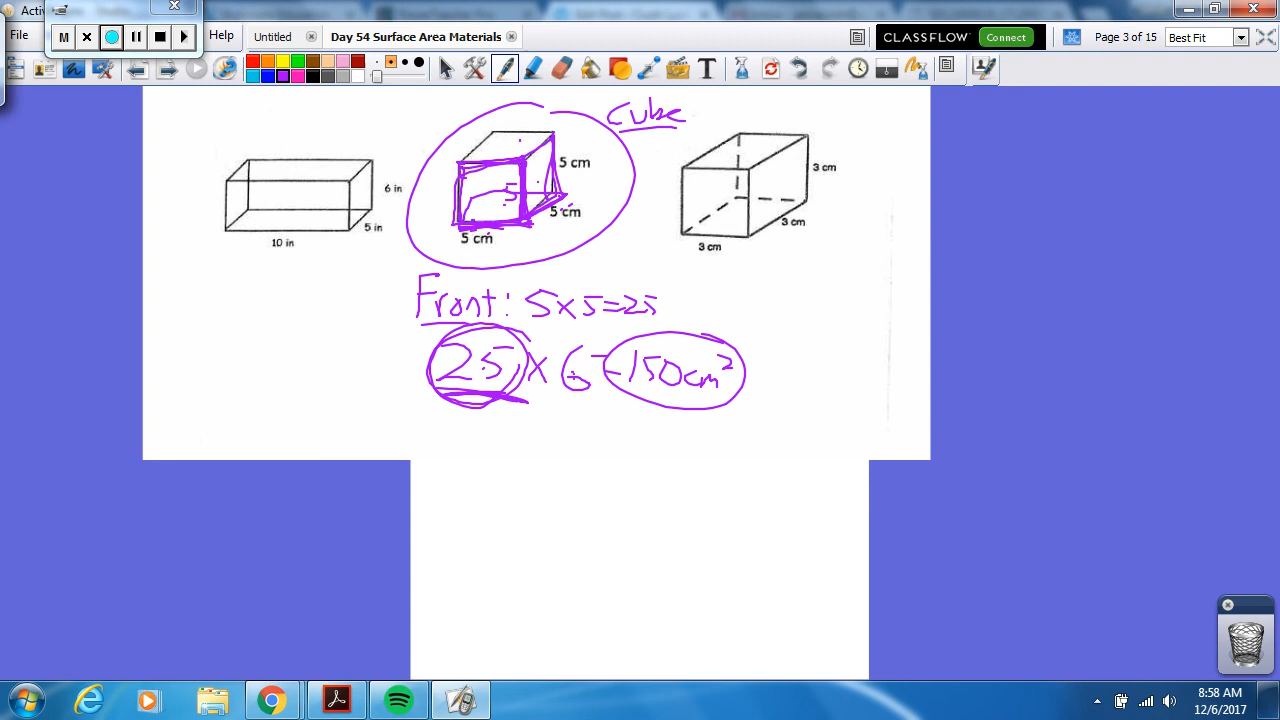 Activ
File
M
Help
Untitled
Day 54 Surface Area Materials
CLASSFLOW Connect
Page 3 of 15
Best Fit
T
cube
6 in
5 in
10 in
5
5 cm
5 cm
5 cm
3 cm
3 cm
3 cm
Front: 5x5=25
25 x 6 = 150cm²
8:58 AM
12/6/2017